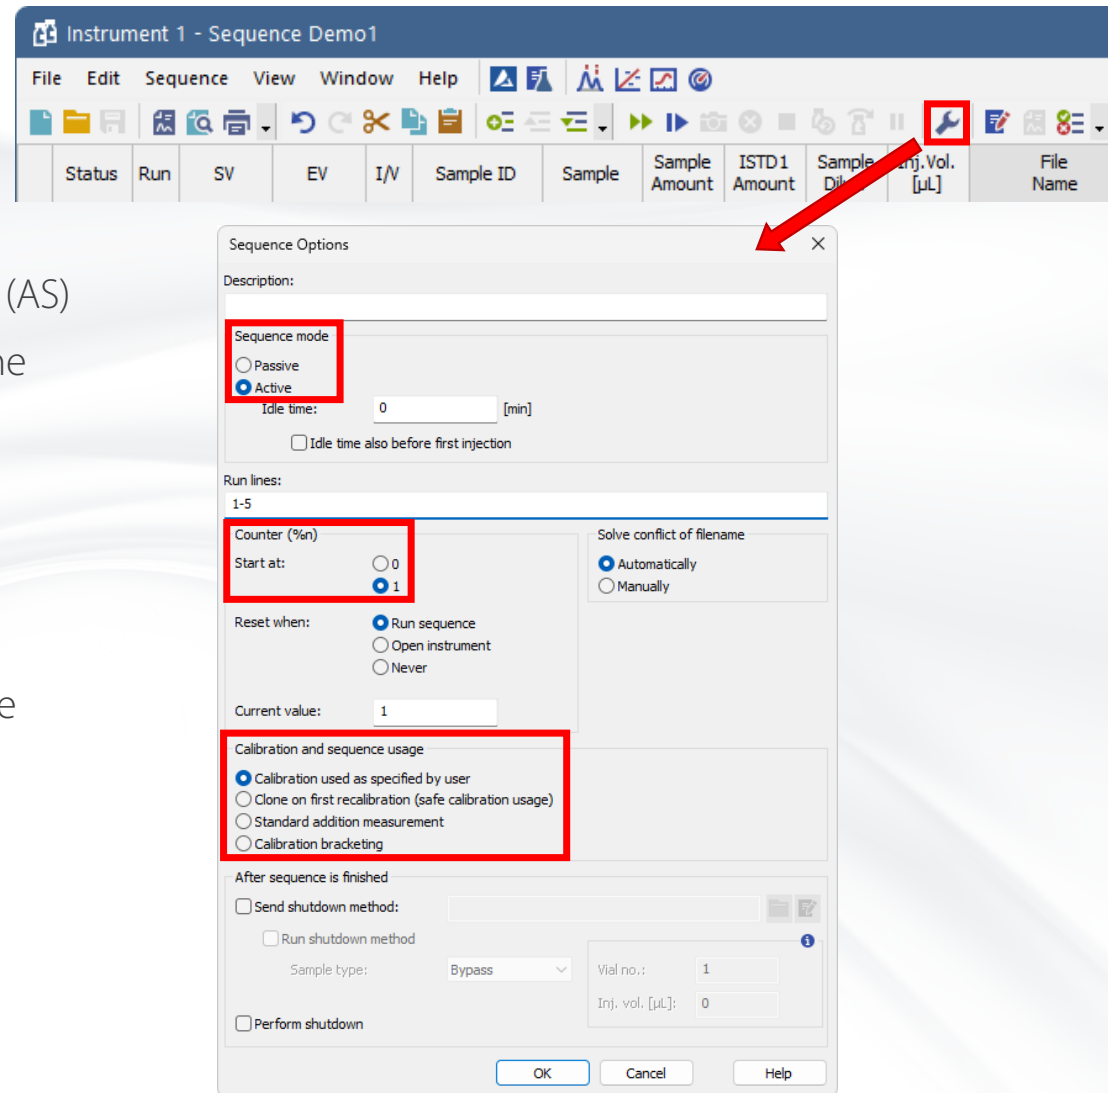 Instrument 1 - Sequence Demo1
File Edit Sequence View Window Help
Status Run SV EV I/V Sample ID Sample Sample Amount ISTD1 Amount Sample Inj.Vol. [µL] File Name
Sequence Options
(AS)
Description:
Sequence mode
Passive
Active
Idle time: 0 [min]
Idle time also before first injection
Run lines:
1-5
Counter (%n) Solve conflict of filename
Start at: 0 Automatically
1 Manually
Reset when: Run sequence
Open instrument
Never
Current value: 1
Calibration and sequence usage
Calibration used as specified by user
Clone on first recalibration (safe calibration usage)
Standard addition measurement
Calibration bracketing
After sequence is finished
Send shutdown method:
Run shutdown method
Sample type: Bypass Vial no.: 1
Inj. vol. [µL]: 0
Perform shutdown
OK Cancel Help